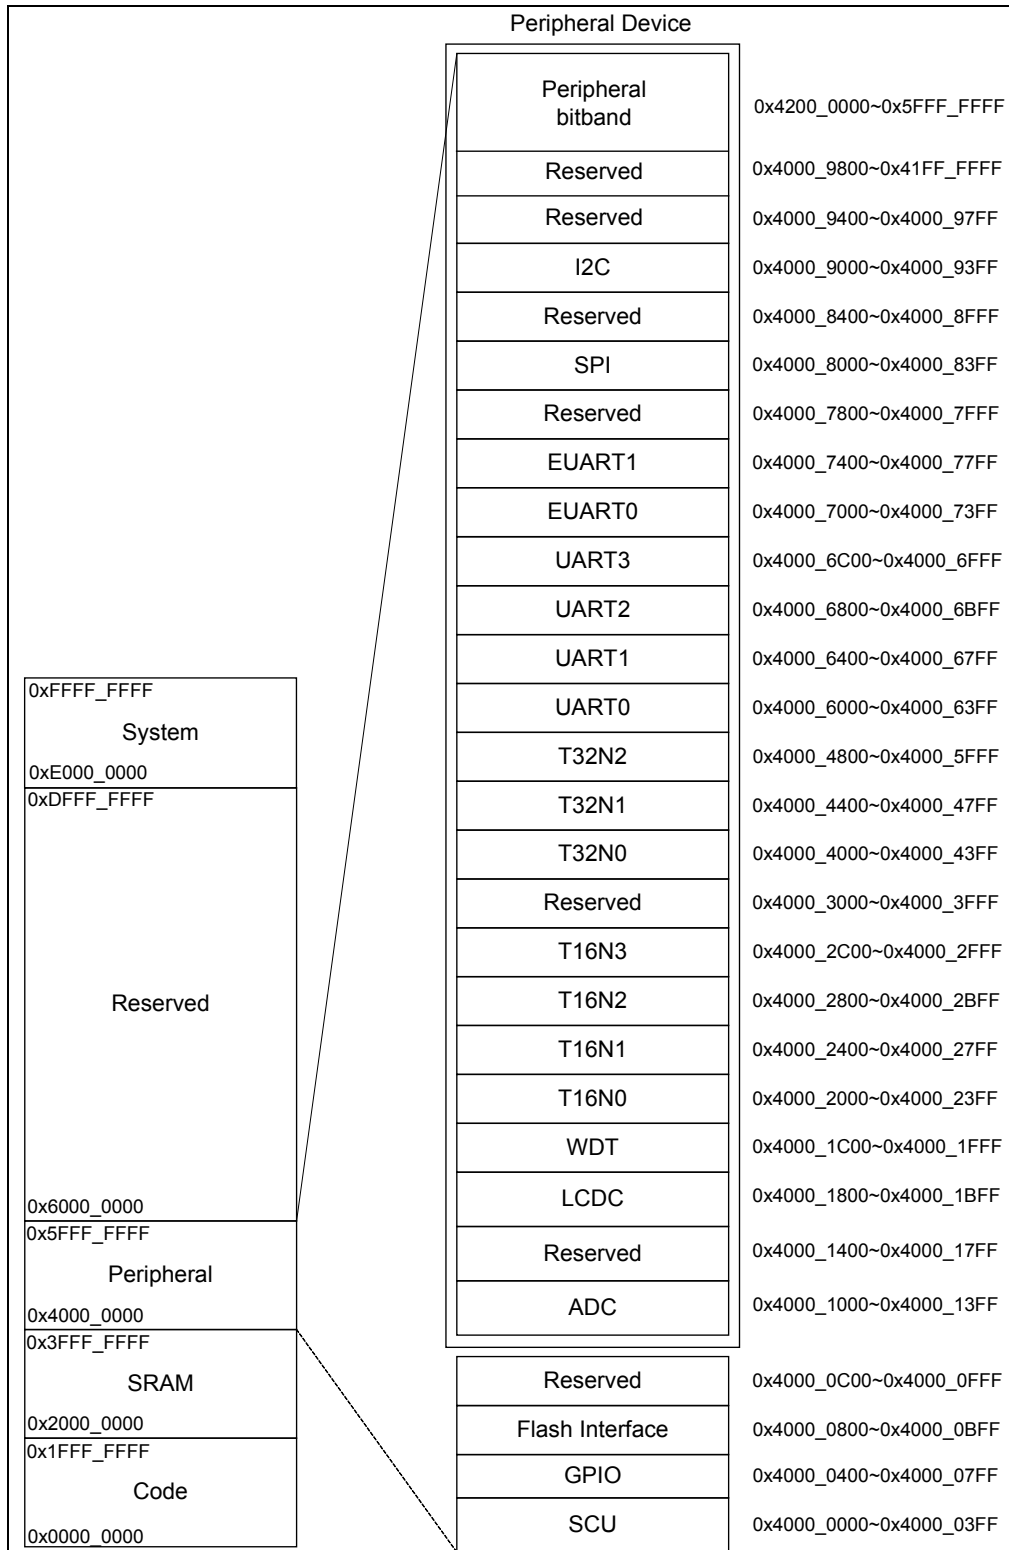 Peripheral Device
Peripheral
bitband
0x4200_0000~0x5FFF_FFFF
Reserved
0x4000_9800~0x41FF_FFFF
Reserved
0x4000_9400~0x4000_97FF
I2C
0x4000_9000~0x4000_93FF
Reserved
0x4000_8400~0x4000_8FFF
SPI
0x4000_8000~0x4000_83FF
Reserved
0x4000_7800~0x4000_7FFF
EUART1
0x4000_7400~0x4000_77FF
EUART0
0x4000_7000~0x4000_73FF
UART3
0x4000_6C00~0x4000_6FFF
UART2
0x4000_6800~0x4000_6BFF
UART1
0x4000_6400~0x4000_67FF
UART0
0x4000_6000~0x4000_63FF
T32N2
0x4000_4800~0x4000_5FFF
T32N1
0x4000_4400~0x4000_47FF
T32N0
0x4000_4000~0x4000_43FF
Reserved
0x4000_3000~0x4000_3FFF
T16N3
0x4000_2C00~0x4000_2FFF
T16N2
0x4000_2800~0x4000_2BFF
T16N1
0x4000_2400~0x4000_27FF
T16N0
0x4000_2000~0x4000_23FF
WDT
0x4000_1C00~0x4000_1FFF
LCDC
0x4000_1800~0x4000_1BFF
Reserved
0x4000_1400~0x4000_17FF
ADC
0x4000_1000~0x4000_13FF
Reserved
0x4000_0C00~0x4000_0FFF
Flash Interface
0x4000_0800~0x4000_0BFF
GPIO
0x4000_0400~0x4000_07FF
SCU
0x4000_0000~0x4000_03FF
0xFFFF_FFFF
System
0xE000_0000
0xDFFF_FFFF
Reserved
0x6000_0000
0x5FFF_FFFF
Peripheral
0x4000_0000
0x3FFF_FFFF
SRAM
0x2000_0000
0x1FFF_FFFF
Code
0x0000_0000